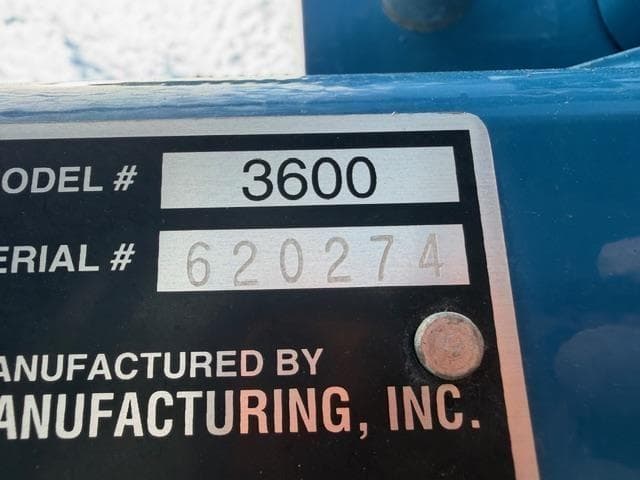 ODEL # 3600
ERIAL # 620274
ANUFACTURED BY
ANUFACTURING, INC.